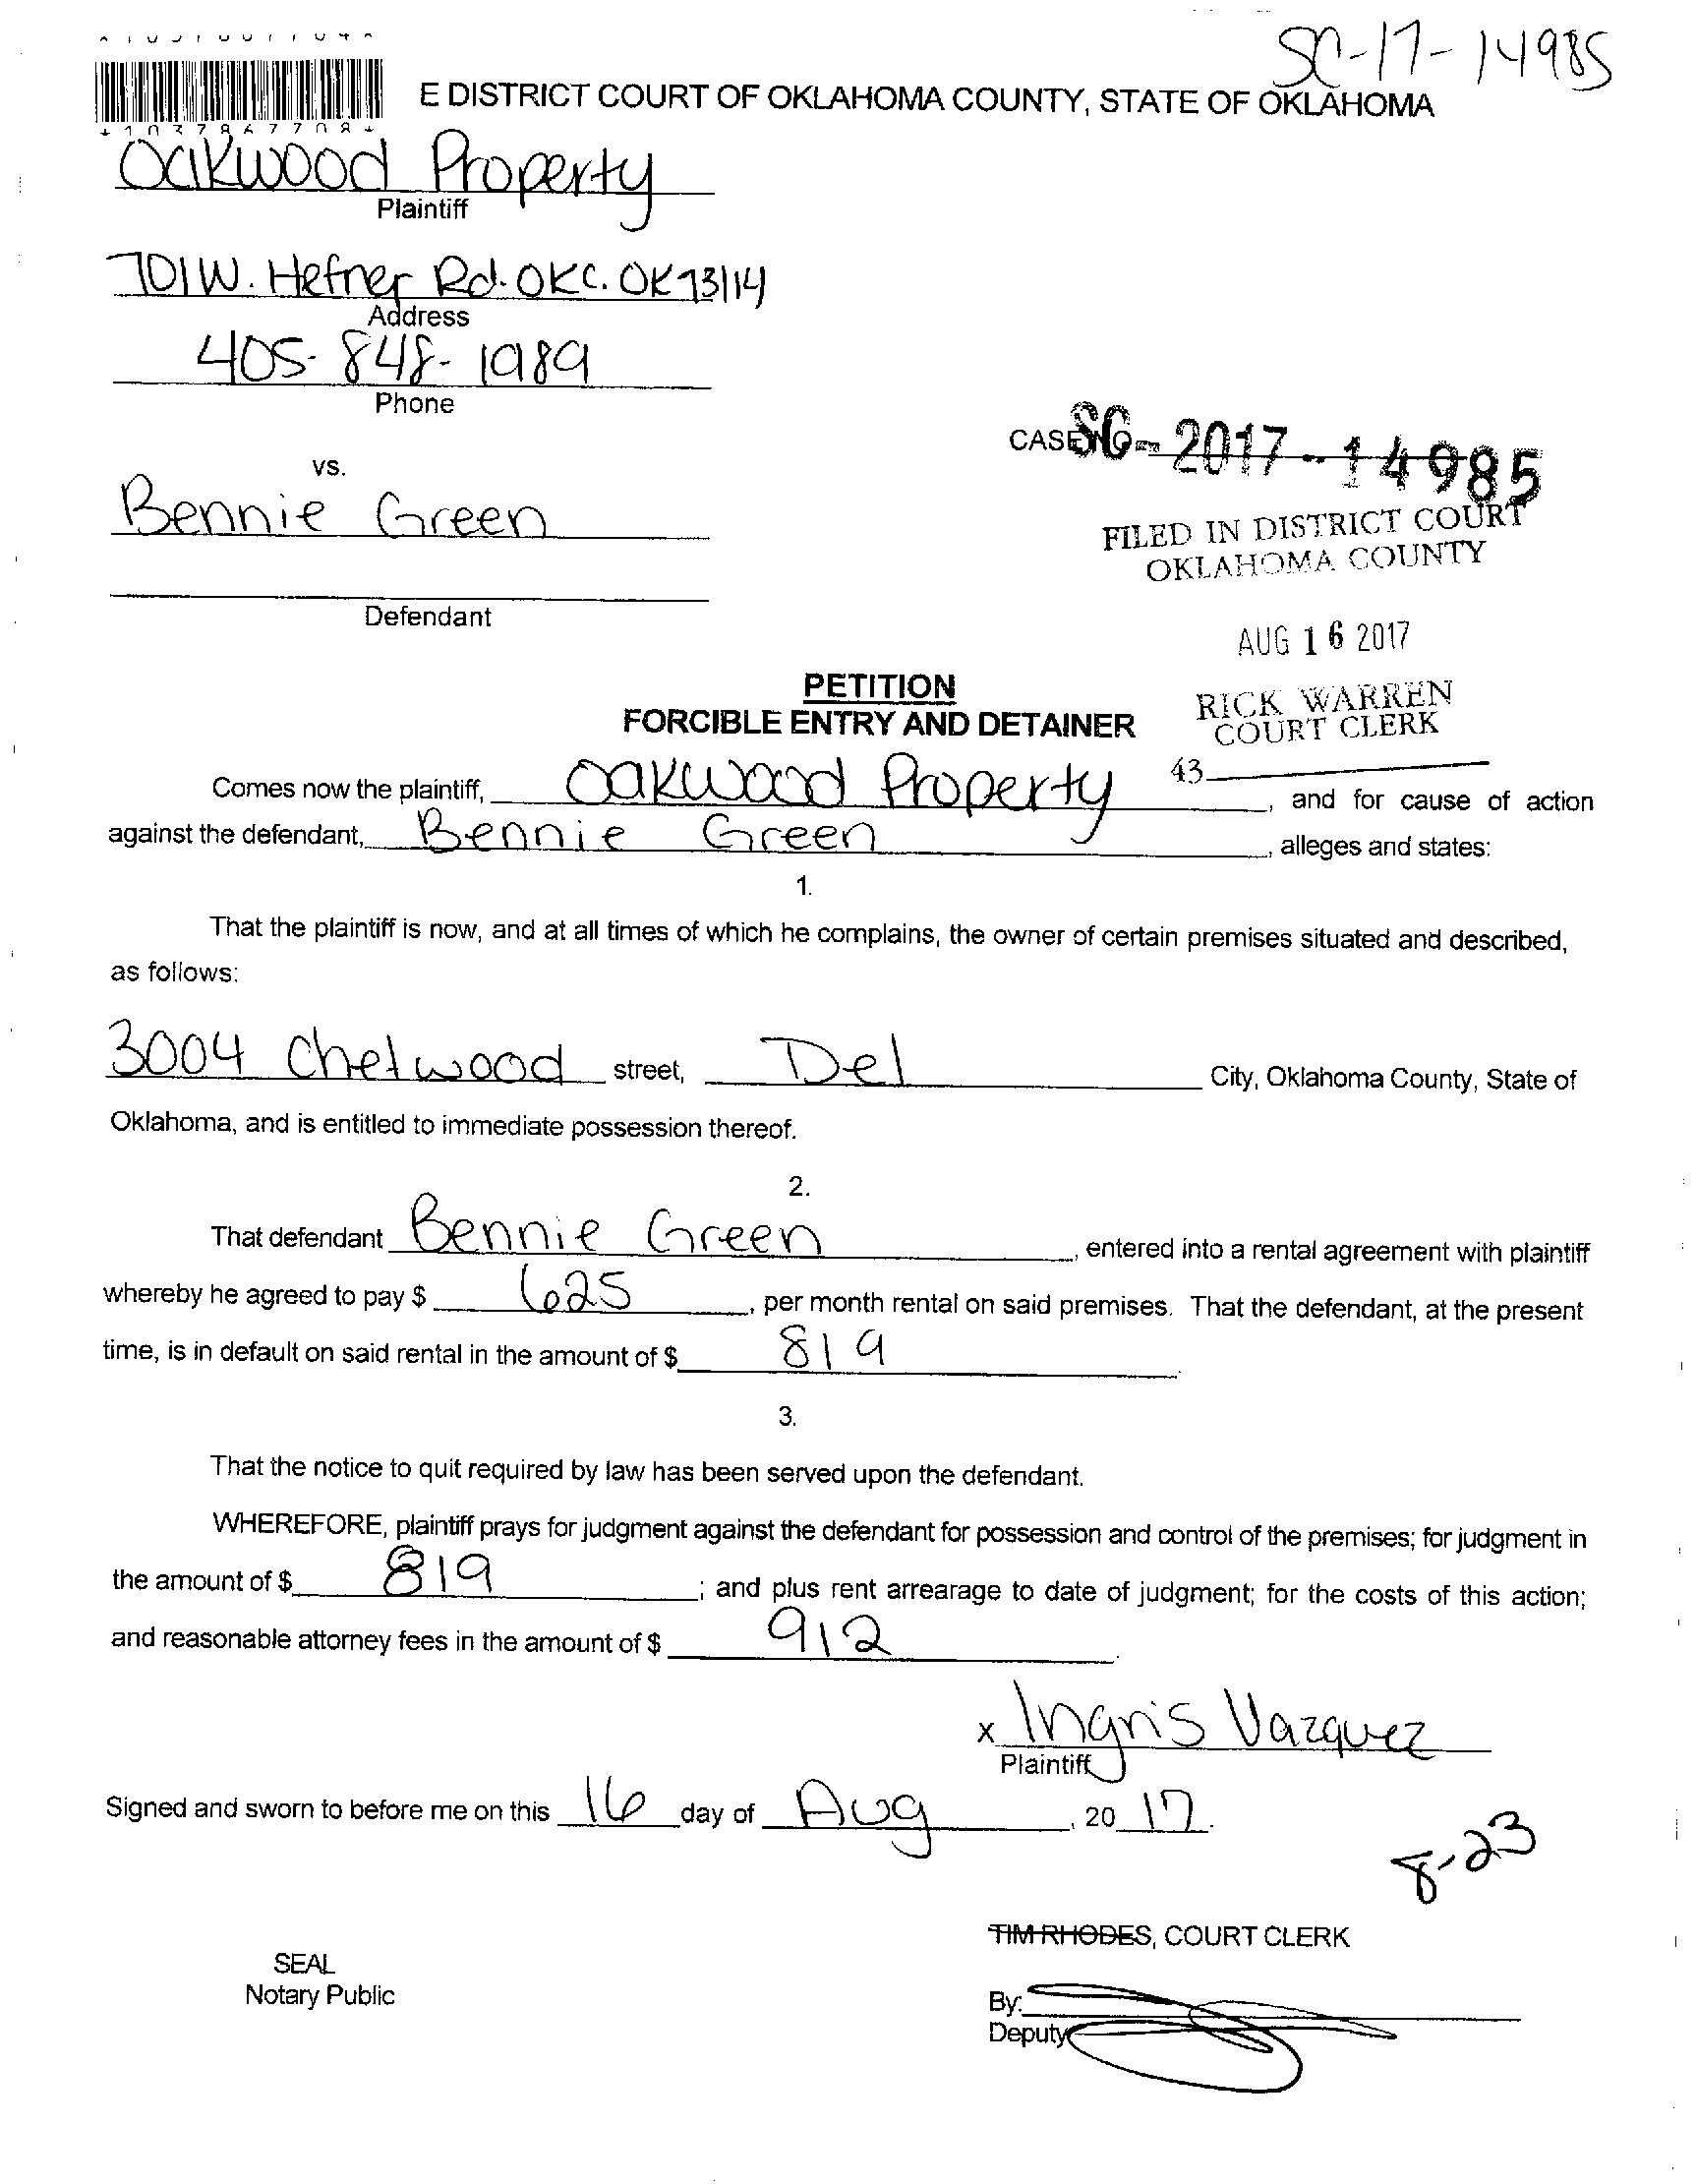 SC-17-14985
E DISTRICT COURT OF OKLAHOMA COUNTY, STATE OF OKLAHOMA
Oakwood Property
Plaintiff
701 W. Hefner Rd. OKC. OK 73114
Address
405-848-1989
Phone
CASE NO. SC-2017-14985
vs.
Bennie Green
FILED IN DISTRICT COURT
OKLAHOMA COUNTY
Defendant
AUG 16 2017
PETITION
FORCIBLE ENTRY AND DETAINER
RICK WARREN
COURT CLERK
43
Comes now the plaintiff, Oakwood Property, and for cause of action
against the defendant, Bennie Green, alleges and states:
1.
That the plaintiff is now, and at all times of which he complains, the owner of certain premises situated and described,
as follows:
3004 Chetwood street, Del City, Oklahoma County, State of
Oklahoma, and is entitled to immediate possession thereof.
2.
That defendant Bennie Green, entered into a rental agreement with plaintiff
whereby he agreed to pay $ 625, per month rental on said premises. That the defendant, at the present
time, is in default on said rental in the amount of $ 819.
3.
That the notice to quit required by law has been served upon the defendant.
WHEREFORE, plaintiff prays for judgment against the defendant for possession and control of the premises; for judgment in
the amount of $ 819; and plus rent arrearage to date of judgment; for the costs of this action;
and reasonable attorney fees in the amount of $ 912.
x Ingris Vazquez
Plaintiff
Signed and sworn to before me on this 16 day of Aug, 20 17.
8-23
TIM RHODES, COURT CLERK
SEAL
Notary Public
By:
Deputy